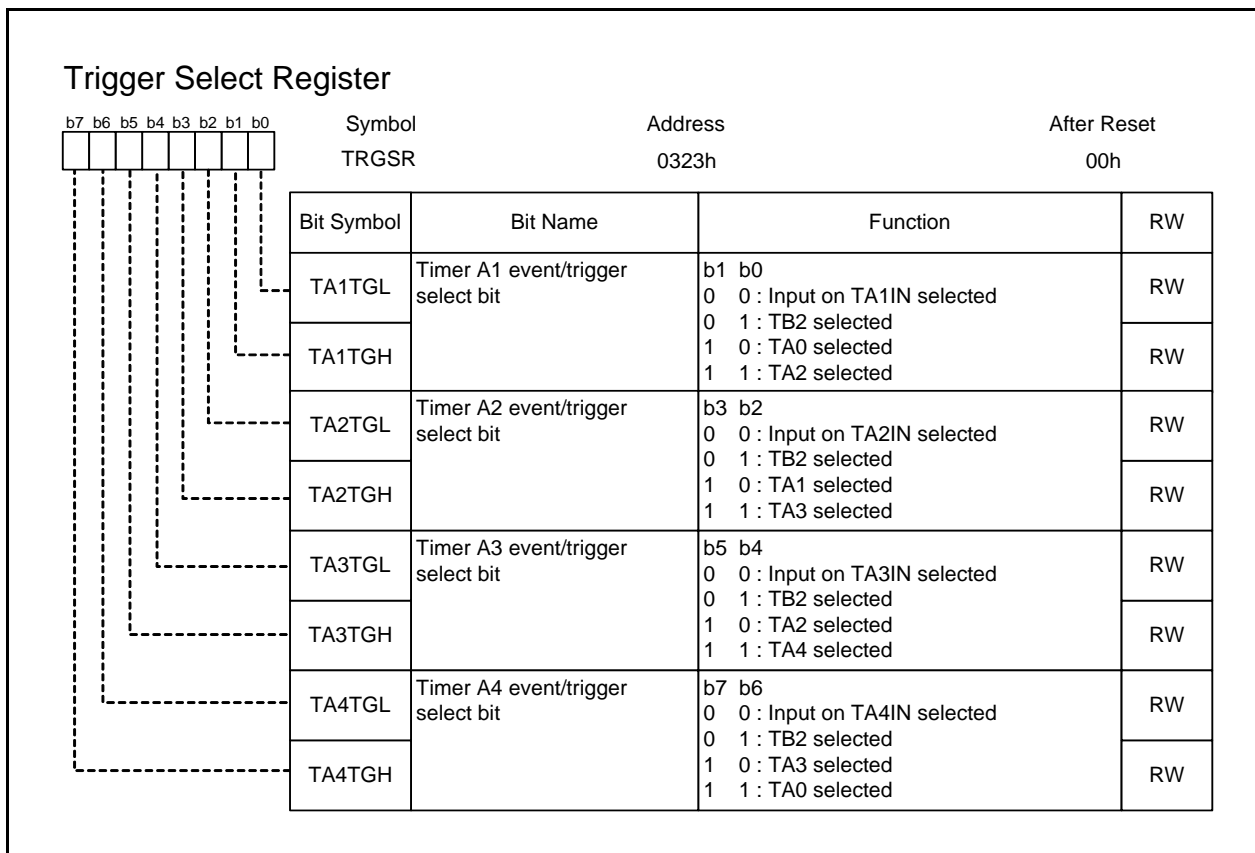 Trigger Select Register
b7 b6 b5 b4 b3 b2 b1 b0
Symbol Address After Reset
TRGSR 0323h 00h
Bit Symbol Bit Name Function RW
TA1TGL Timer A1 event/trigger select bit RW
b1 b0
0 0 : Input on TA1IN selected
0 1 : TB2 selected
1 0 : TA0 selected
1 1 : TA2 selected
TA1TGH RW
TA2TGL Timer A2 event/trigger select bit RW
b3 b2
0 0 : Input on TA2IN selected
0 1 : TB2 selected
1 0 : TA1 selected
1 1 : TA3 selected
TA2TGH RW
TA3TGL Timer A3 event/trigger select bit RW
b5 b4
0 0 : Input on TA3IN selected
0 1 : TB2 selected
1 0 : TA2 selected
1 1 : TA4 selected
TA3TGH RW
TA4TGL Timer A4 event/trigger select bit RW
b7 b6
0 0 : Input on TA4IN selected
0 1 : TB2 selected
1 0 : TA3 selected
1 1 : TA0 selected
TA4TGH RW